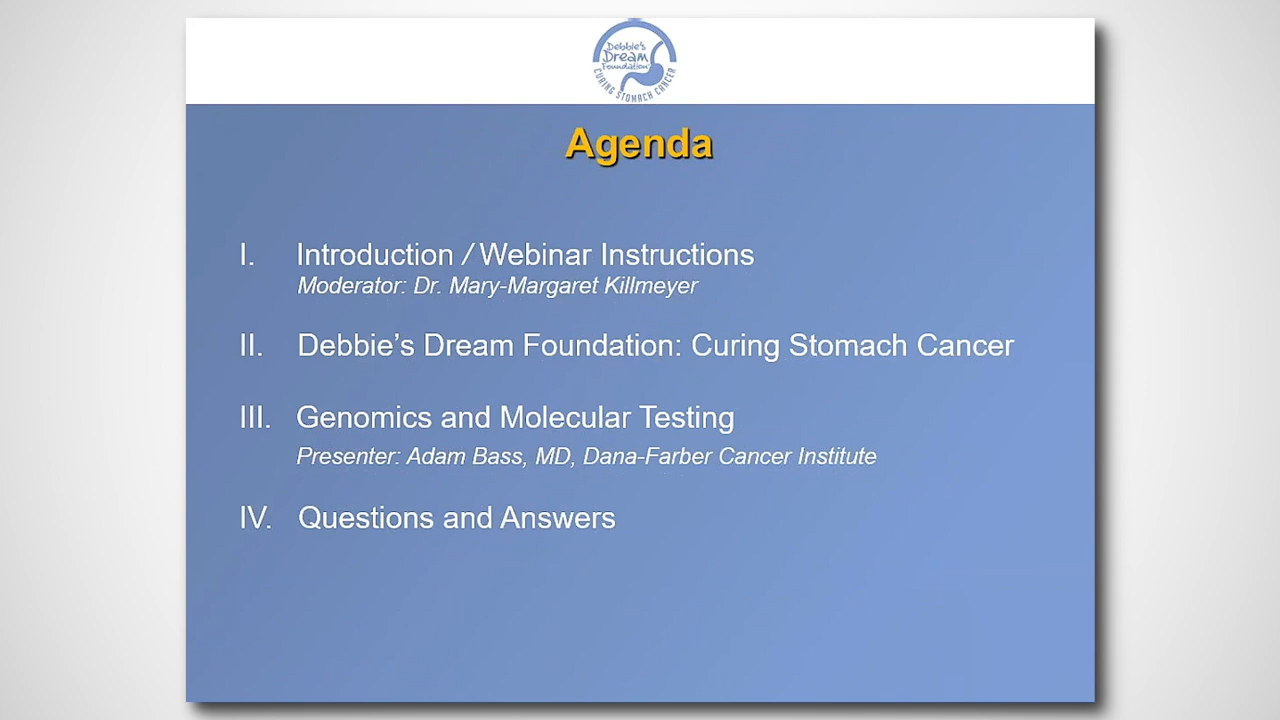 Debbie's
Dream
Foundation
CURING STOMACH CANCER
Agenda
I. Introduction / Webinar Instructions
Moderator: Dr. Mary-Margaret Killmeyer
II. Debbie’s Dream Foundation: Curing Stomach Cancer
III. Genomics and Molecular Testing
Presenter: Adam Bass, MD, Dana-Farber Cancer Institute
IV. Questions and Answers